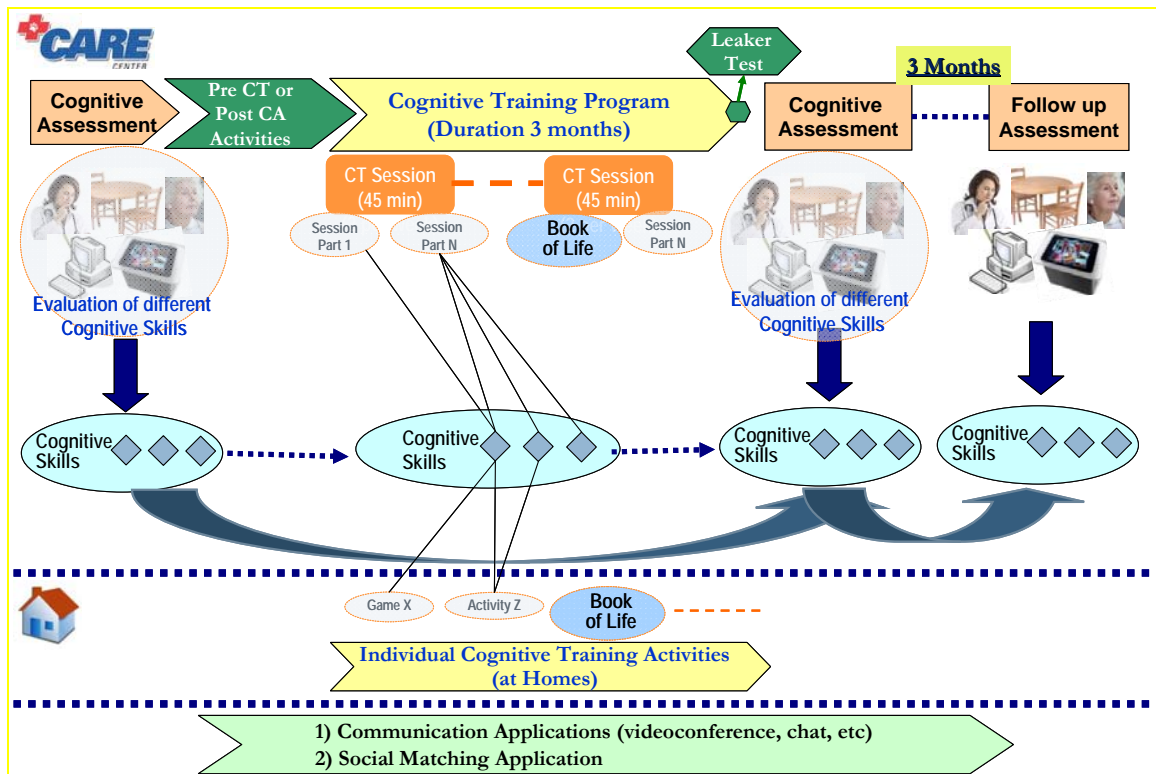 CARE
CENTER
Cognitive
Assessment
Pre CT or
Post CA
Activities
Cognitive Training Program
(Duration 3 months)
Leaker
Test
3 Months
Cognitive
Assessment
Follow up
Assessment
CT Session
(45 min)
CT Session
(45 min)
Session
Part 1
Session
Part N
Book
of Life
Session
Part N
Evaluation of different
Cognitive Skills
Evaluation of different
Cognitive Skills
Cognitive
Skills
Cognitive
Skills
Cognitive
Skills
Cognitive
Skills
Game X
Activity Z
Book
of Life
Individual Cognitive Training Activities
(at Homes)
1) Communication Applications (videoconference, chat, etc)
2) Social Matching Application